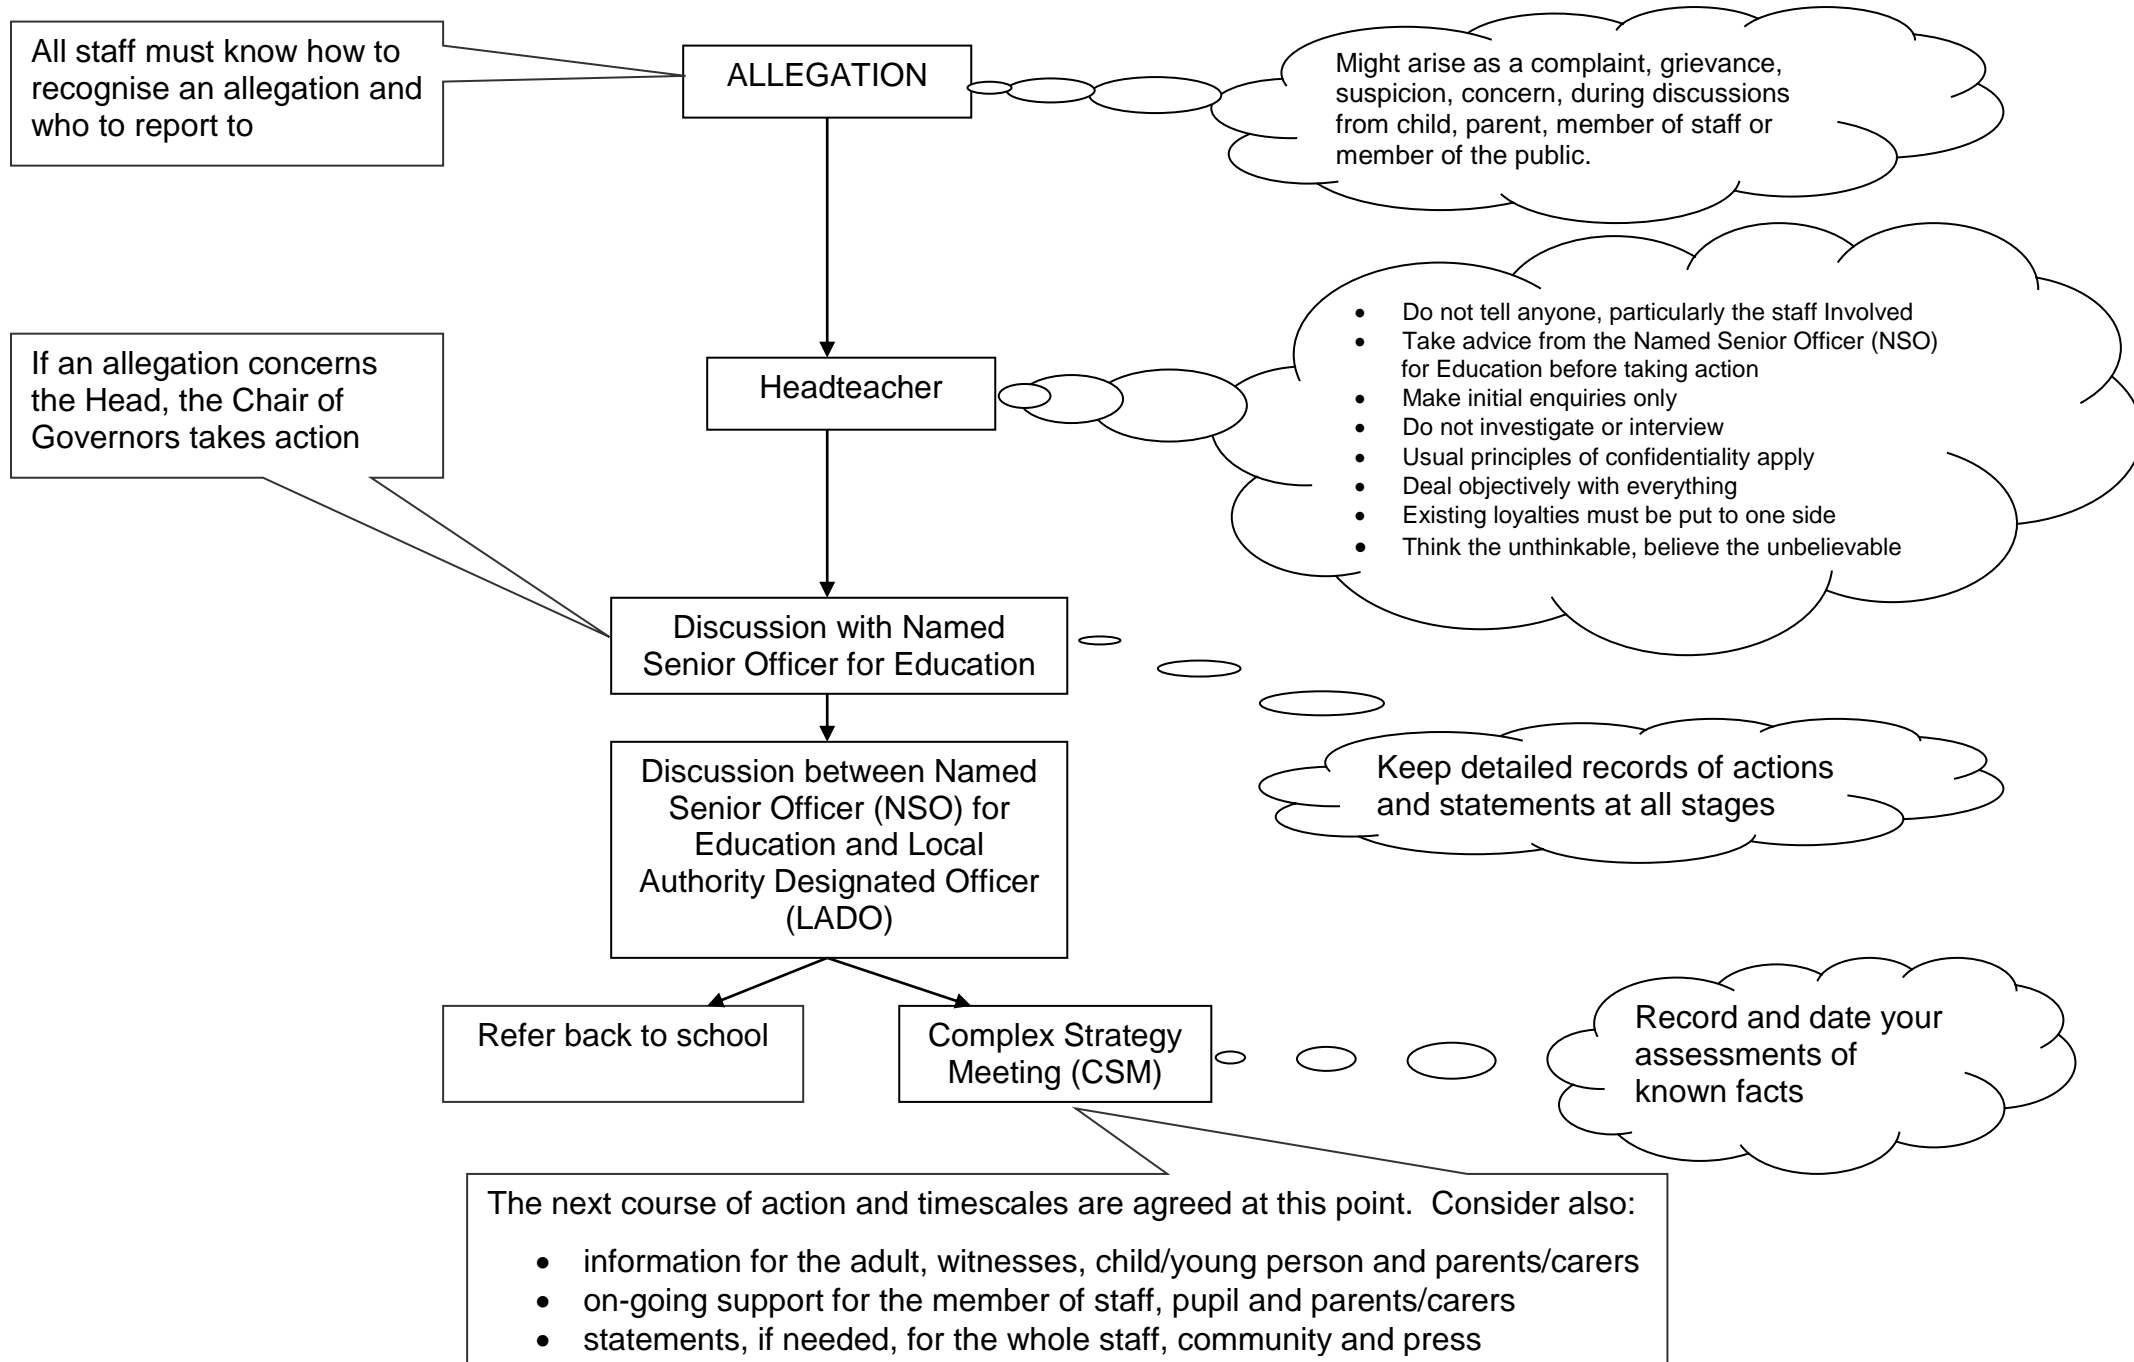 All staff must know how to
recognise an allegation and
who to report to
ALLEGATION
Might arise as a complaint, grievance,
suspicion, concern, during discussions
from child, parent, member of staff or
member of the public.
If an allegation concerns
the Head, the Chair of
Governors takes action
Headteacher
• Do not tell anyone, particularly the staff Involved
• Take advice from the Named Senior Officer (NSO)
for Education before taking action
• Make initial enquiries only
• Do not investigate or interview
• Usual principles of confidentiality apply
• Deal objectively with everything
• Existing loyalties must be put to one side
• Think the unthinkable, believe the unbelievable
Discussion with Named
Senior Officer for Education
Discussion between Named
Senior Officer (NSO) for
Education and Local
Authority Designated Officer
(LADO)
Keep detailed records of actions
and statements at all stages
Refer back to school
Complex Strategy
Meeting (CSM)
Record and date your
assessments of
known facts
The next course of action and timescales are agreed at this point.  Consider also:
• information for the adult, witnesses, child/young person and parents/carers
• on-going support for the member of staff, pupil and parents/carers
• statements, if needed, for the whole staff, community and press